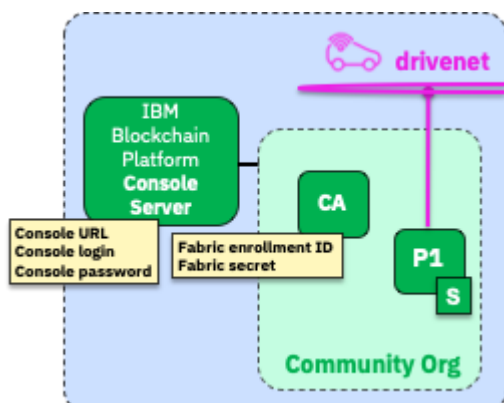 drivenet
IBM
Blockchain
Platform
Console
Server
CA
Console URL
Console login
Console password
Fabric enrollment ID
Fabric secret
P1
S
Community Org